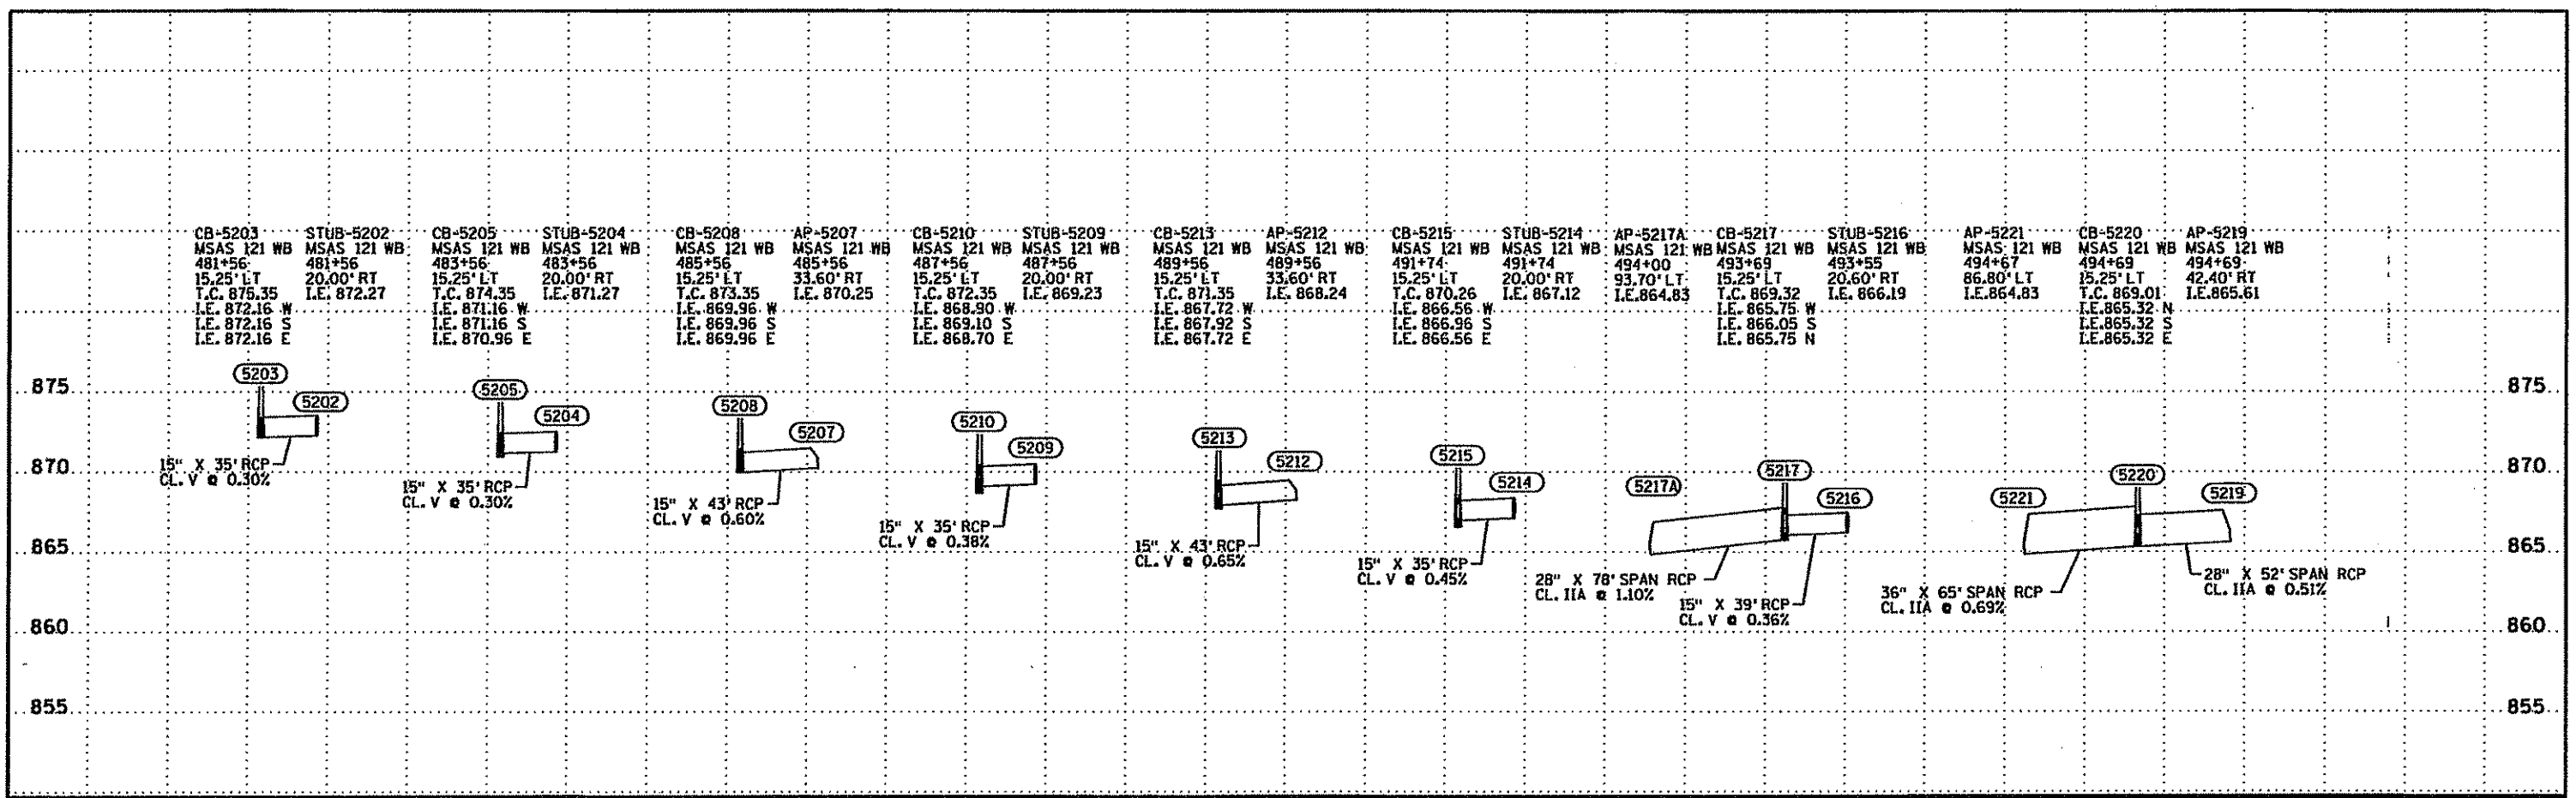 CB-5203
MSAS 121 WB
481+56
15.25' LT
T.C. 875.35
I.E. 872.16 W
I.E. 872.16 S
I.E. 872.16 E
STUB-5202
MSAS 121 WB
481+56
20.00' RT
I.E. 872.27
CB-5205
MSAS 121 WB
483+56
15.25' LT
T.C. 874.35
I.E. 871.16 W
I.E. 871.16 S
I.E. 870.96 E
STUB-5204
MSAS 121 WB
483+56
20.00' RT
I.E. 871.27
CB-5208
MSAS 121 WB
485+56
15.25' LT
T.C. 873.35
I.E. 869.96 W
I.E. 869.96 S
I.E. 869.96 E
AP-5207
MSAS 121 WB
485+56
33.60' RT
I.E. 870.25
CB-5210
MSAS 121 WB
487+56
15.25' LT
T.C. 872.35
I.E. 868.90 W
I.E. 869.10 S
I.E. 868.70 E
STUB-5209
MSAS 121 WB
487+56
20.00' RT
I.E. 869.23
CB-5213
MSAS 121 WB
489+56
15.25' LT
T.C. 871.35
I.E. 867.72 W
I.E. 867.92 S
I.E. 867.72 E
AP-5212
MSAS 121 WB
489+56
33.60' RT
I.E. 868.24
CB-5215
MSAS 121 WB
491+74
15.25' LT
T.C. 870.26
I.E. 866.56 W
I.E. 866.96 S
I.E. 866.56 E
STUB-5214
MSAS 121 WB
491+74
20.00' RT
I.E. 867.12
AP-5217A
MSAS 121 WB
494+00
93.70' LT
I.E.864.83
CB-5217
MSAS 121 WB
493+69
15.25' LT
T.C. 869.32
I.E. 865.75 W
I.E. 866.05 S
I.E. 865.75 N
STUB-5216
MSAS 121 WB
493+55
20.60' RT
I.E. 866.19
AP-5221
MSAS 121 WB
494+67
86.80' LT
I.E.864.83
CB-5220
MSAS 121 WB
494+69
15.25' LT
T.C. 869.01
I.E.865.32 N
I.E.865.32 S
I.E.865.32 E
AP-5219
MSAS 121 WB
494+69
42.40' RT
I.E.865.61
875
875
5203
5202
5205
5204
5208
5207
5210
5209
5213
5212
5215
5214
5217A
5217
5216
5221
5220
5219
870
870
15" X 35' RCP
CL. V @ 0.30%
15" X 35' RCP
CL. V @ 0.30%
15" X 43' RCP
CL. V @ 0.60%
15" X 35' RCP
CL. V @ 0.38%
15" X 43' RCP
CL. V @ 0.65%
15" X 35' RCP
CL. V @ 0.45%
28" X 78' SPAN RCP
CL. IIA @ 1.10%
15" X 39' RCP
CL. V @ 0.36%
36" X 65' SPAN RCP
CL. IIA @ 0.69%
28" X 52' SPAN RCP
CL. IIA @ 0.51%
865
865
860
860
855
855